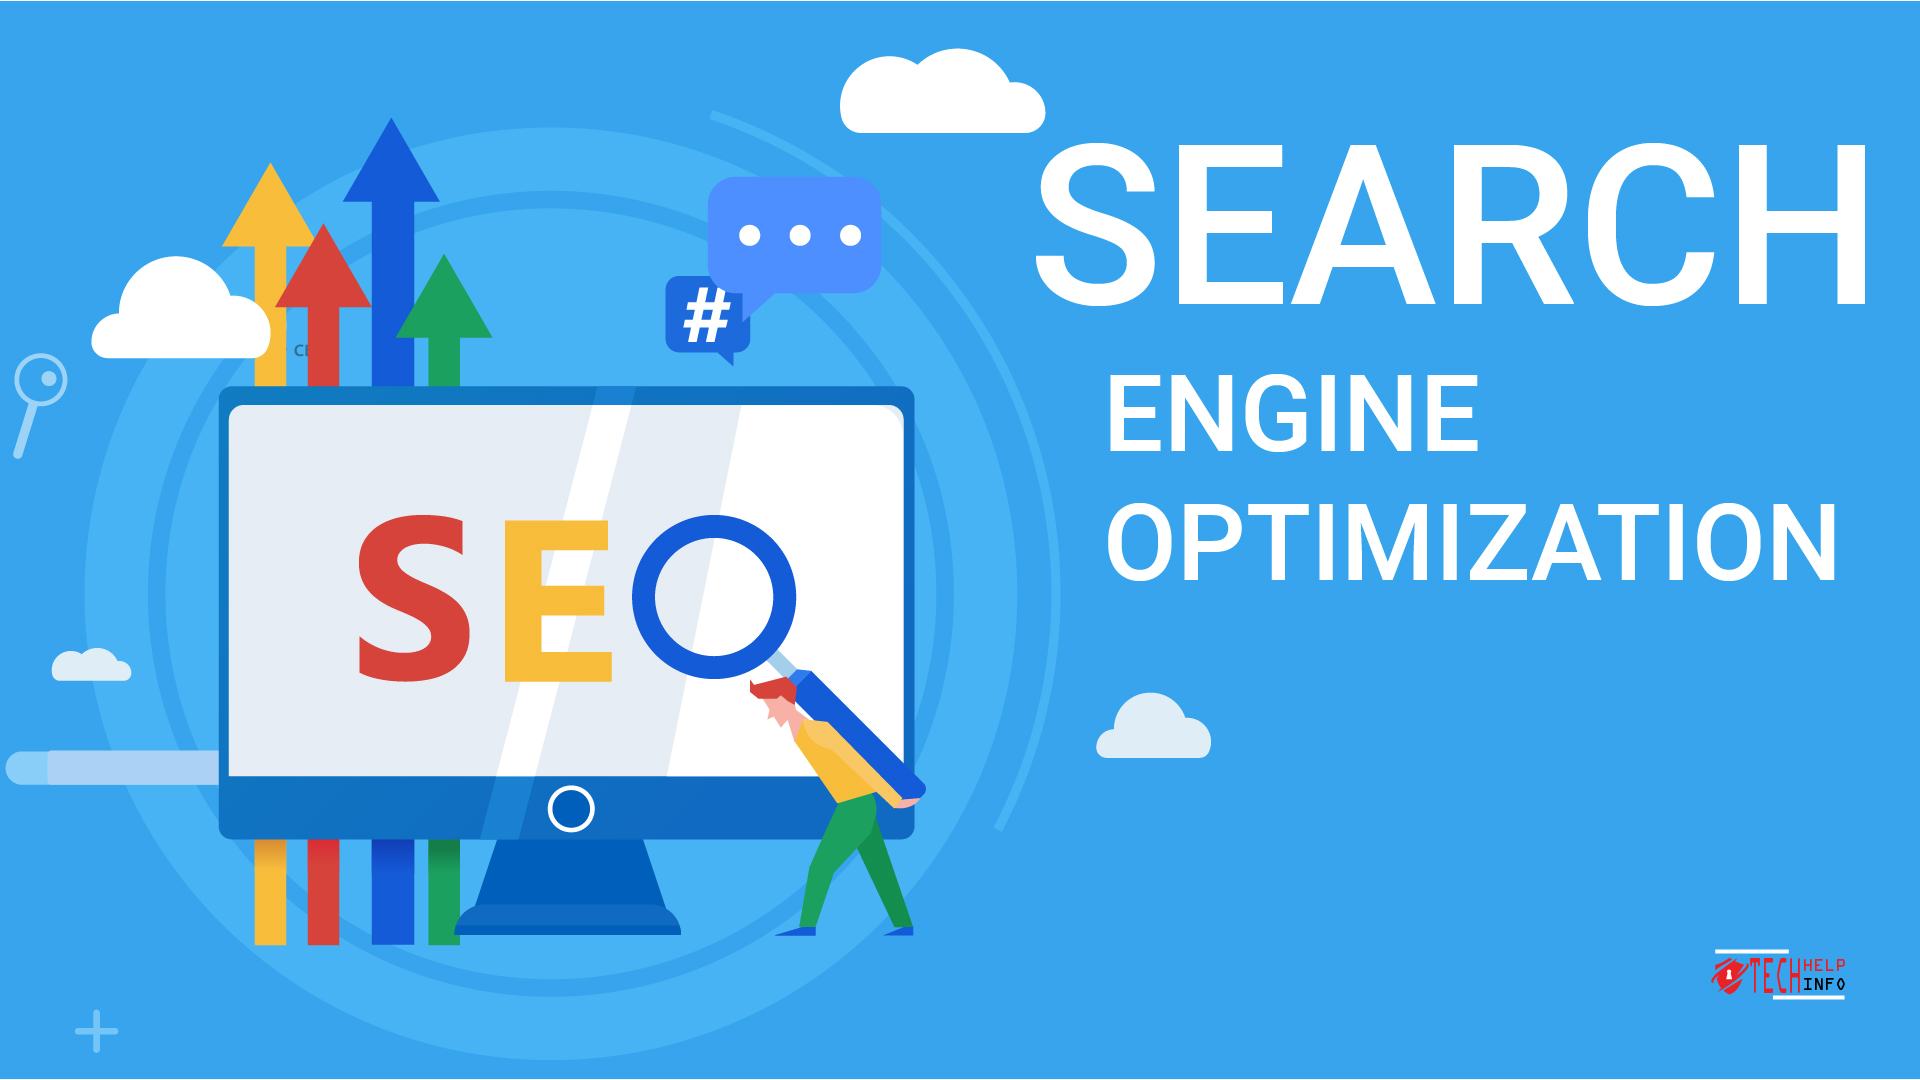 SEARCH
ENGINE
OPTIMIZATION
#
SEO
TECH HELP
INFO